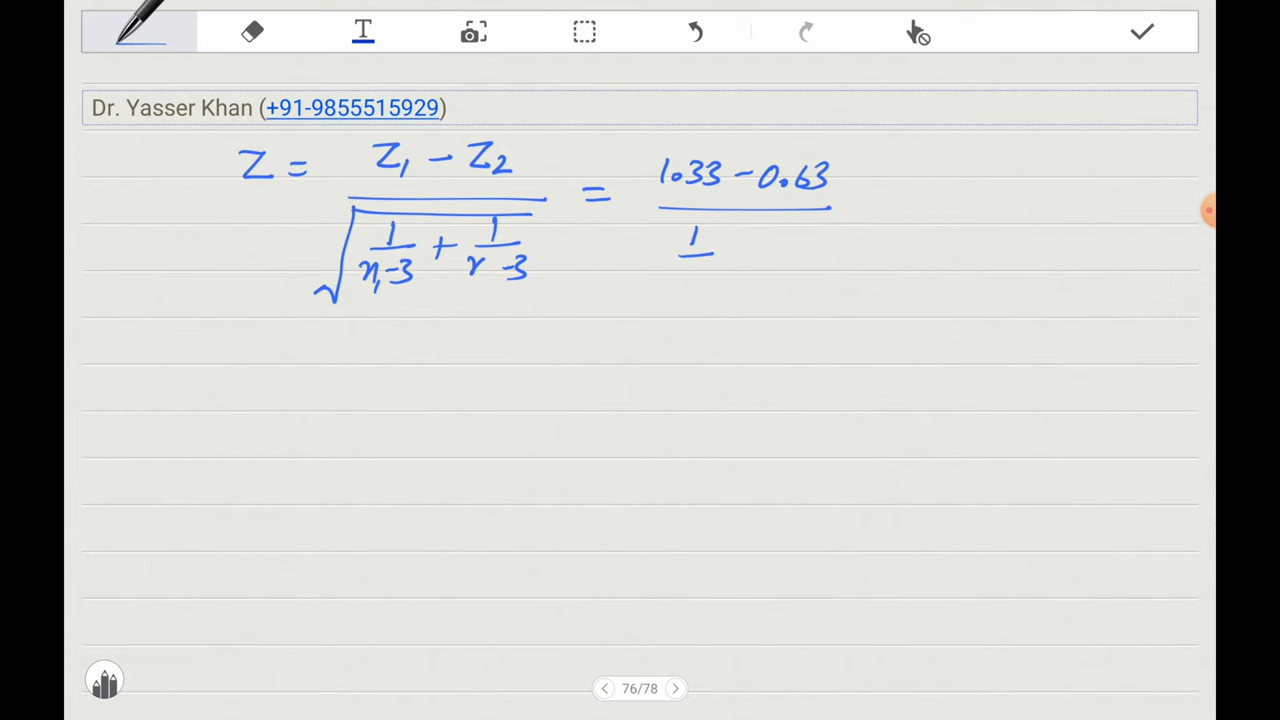 T
Dr. Yasser Khan (+91-9855515929)
Z = (Z₁ - Z₂) / √(1/(n₁-3) + 1/(r -3)) = (1.33 - 0.63) / 1
76/78